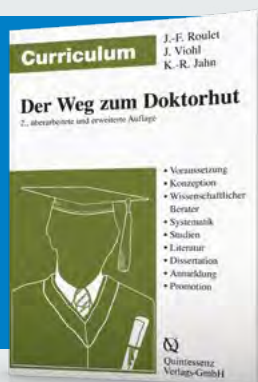 Curriculum
J.-F. Roulet
J. Viohl
K.-R. Jahn
Der Weg zum Doktorhut
2., überarbeitete und erweiterte Auflage
• Voraussetzung
• Konzeption
• Wissenschaftlicher
Berater
• Systematik
• Studien
• Literatur
• Dissertation
• Anmeldung
• Promotion
Quintessenz
Verlags-GmbH